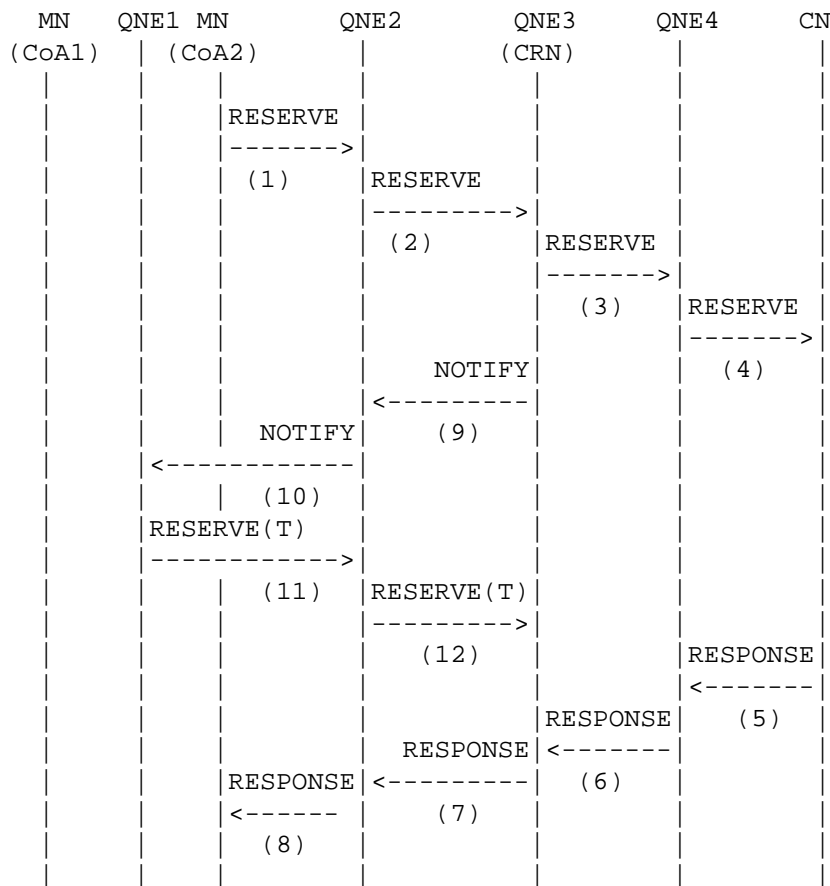 MN QNE1 MN QNE2 QNE3 QNE4 CN
(CoA1) (CoA2) (CRN)
RESERVE
(1) RESERVE
(2) RESERVE
(3) RESERVE
NOTIFY (4)
NOTIFY (9)
(10)
RESERVE(T)
(11) RESERVE(T)
(12) RESPONSE
RESPONSE (5)
RESPONSE (6)
RESPONSE (7)
(8)